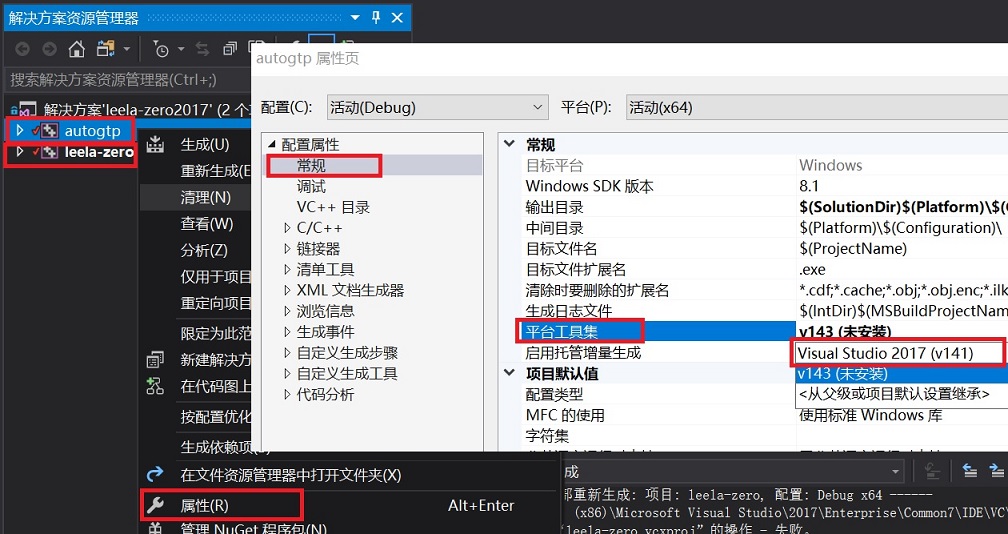 解决方案资源管理器
搜索解决方案资源管理器(Ctrl+;)
解决方案'leela-zero2017' (2 个
autogtp
leela-zero
生成(U)
重新生成(E
清理(N)
查看(W)
分析(Z)
仅用于项目
重定向项目
限定为此范
新建解决方
在代码图上
按配置优化
生成依赖项(
在文件资源管理器中打开文件夹(X)
属性(R) Alt+Enter
管理 NuGet 程序包(N)
autogtp 属性页
配置(C): 活动(Debug) 平台(P): 活动(x64)
配置属性
常规
调试
VC++ 目录
C/C++
链接器
清单工具
XML 文档生成器
浏览信息
生成事件
自定义生成步骤
自定义生成工具
代码分析
常规
目标平台 Windows
Windows SDK 版本 8.1
输出目录 $(SolutionDir)$(Platform)\$(
中间目录 $(Platform)\$(Configuration)\
目标文件名 $(ProjectName)
目标文件扩展名 .exe
清除时要删除的扩展名 *.cdf;*.cache;*.obj;*.obj.enc;*.ilk
生成日志文件 $(IntDir)$(MSBuildProjectNam
平台工具集 v143 (未安装)
启用托管增量生成 Visual Studio 2017 (v141)
项目默认值 v143 (未安装)
配置类型 <从父级或项目默认设置继承>
MFC 的使用 使用标准 Windows 库
字符集
成
部重新生成: 项目: leela-zero, 配置: Debug x64 ------
(x86)\Microsoft Visual Studio\2017\Enterprise\Common7\IDE\VC\
"leela-zero.vcxproj"的操作 - 失败。